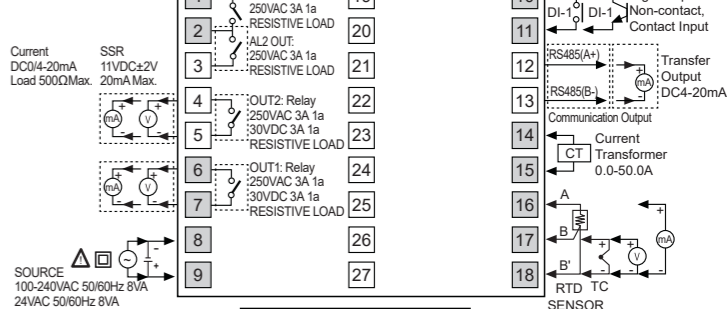 250VAC 3A 1a
RESISTIVE LOAD
AL2 OUT:
250VAC 3A 1a
RESISTIVE LOAD
Current
DC0/4-20mA
Load 500ΩMax.
SSR
11VDC±2V
20mA Max.
mA
V
+
-
OUT2: Relay
250VAC 3A 1a
30VDC 3A 1a
RESISTIVE LOAD
mA
V
+
-
OUT1: Relay
250VAC 3A 1a
30VDC 3A 1a
RESISTIVE LOAD
SOURCE
100-240VAC 50/60Hz 8VA
24VAC 50/60Hz 8VA
2
3
4
5
6
7
8
9
20
21
22
23
24
25
26
27
11
12
13
14
15
16
17
18
DI-1
DI-1
Non-contact,
Contact Input
RS485(A+)
RS485(B-)
mA
Transfer
Output
DC4-20mA
Communication Output
CT
Current
Transformer
0.0-50.0A
A
B
B'
RTD
TC
V
mA
SENSOR